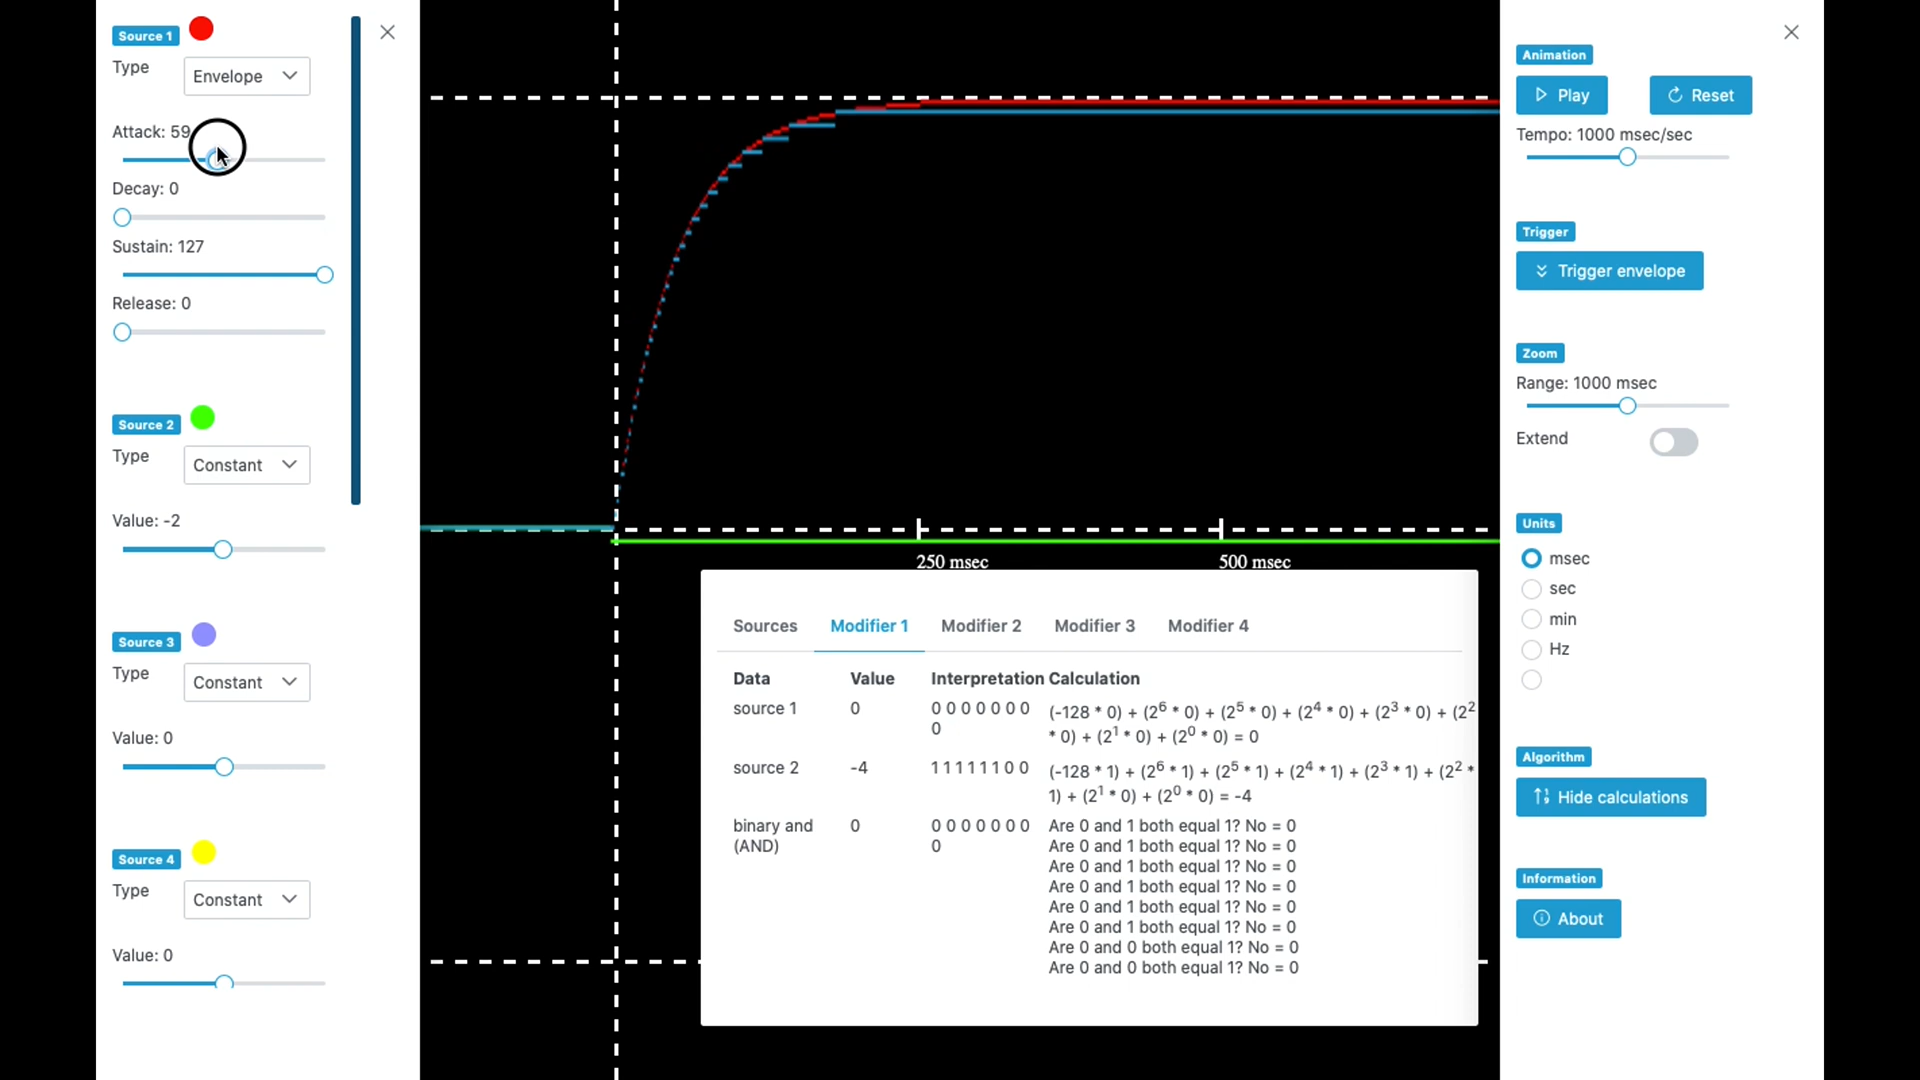 Source 1
Type
Envelope
Attack: 59
Decay: 0
Sustain: 127
Release: 0
Source 2
Type
Constant
Value: -2
Source 3
Type
Constant
Value: 0
Source 4
Type
Constant
Value: 0
250 msec
500 msec
Sources
Modifier 1
Modifier 2
Modifier 3
Modifier 4
Data Value Interpretation Calculation
source 1 0 0 0 0 0 0 0 0 (-128 * 0) + (2⁶ * 0) + (2⁵ * 0) + (2⁴ * 0) + (2³ * 0) + (2²
0 * 0) + (2¹ * 0) + (2⁰ * 0) = 0
source 2 -4 1 1 1 1 1 1 0 0 (-128 * 1) + (2⁶ * 1) + (2⁵ * 1) + (2⁴ * 1) + (2³ * 1) + (2² *
1) + (2¹ * 0) + (2⁰ * 0) = -4
binary and 0 0 0 0 0 0 0 0 Are 0 and 1 both equal 1? No = 0
(AND) 0 Are 0 and 1 both equal 1? No = 0
Are 0 and 1 both equal 1? No = 0
Are 0 and 1 both equal 1? No = 0
Are 0 and 1 both equal 1? No = 0
Are 0 and 1 both equal 1? No = 0
Are 0 and 0 both equal 1? No = 0
Are 0 and 0 both equal 1? No = 0
Animation
Play
Reset
Tempo: 1000 msec/sec
Trigger
Trigger envelope
Zoom
Range: 1000 msec
Extend
Units
msec
sec
min
Hz
Algorithm
Hide calculations
Information
About